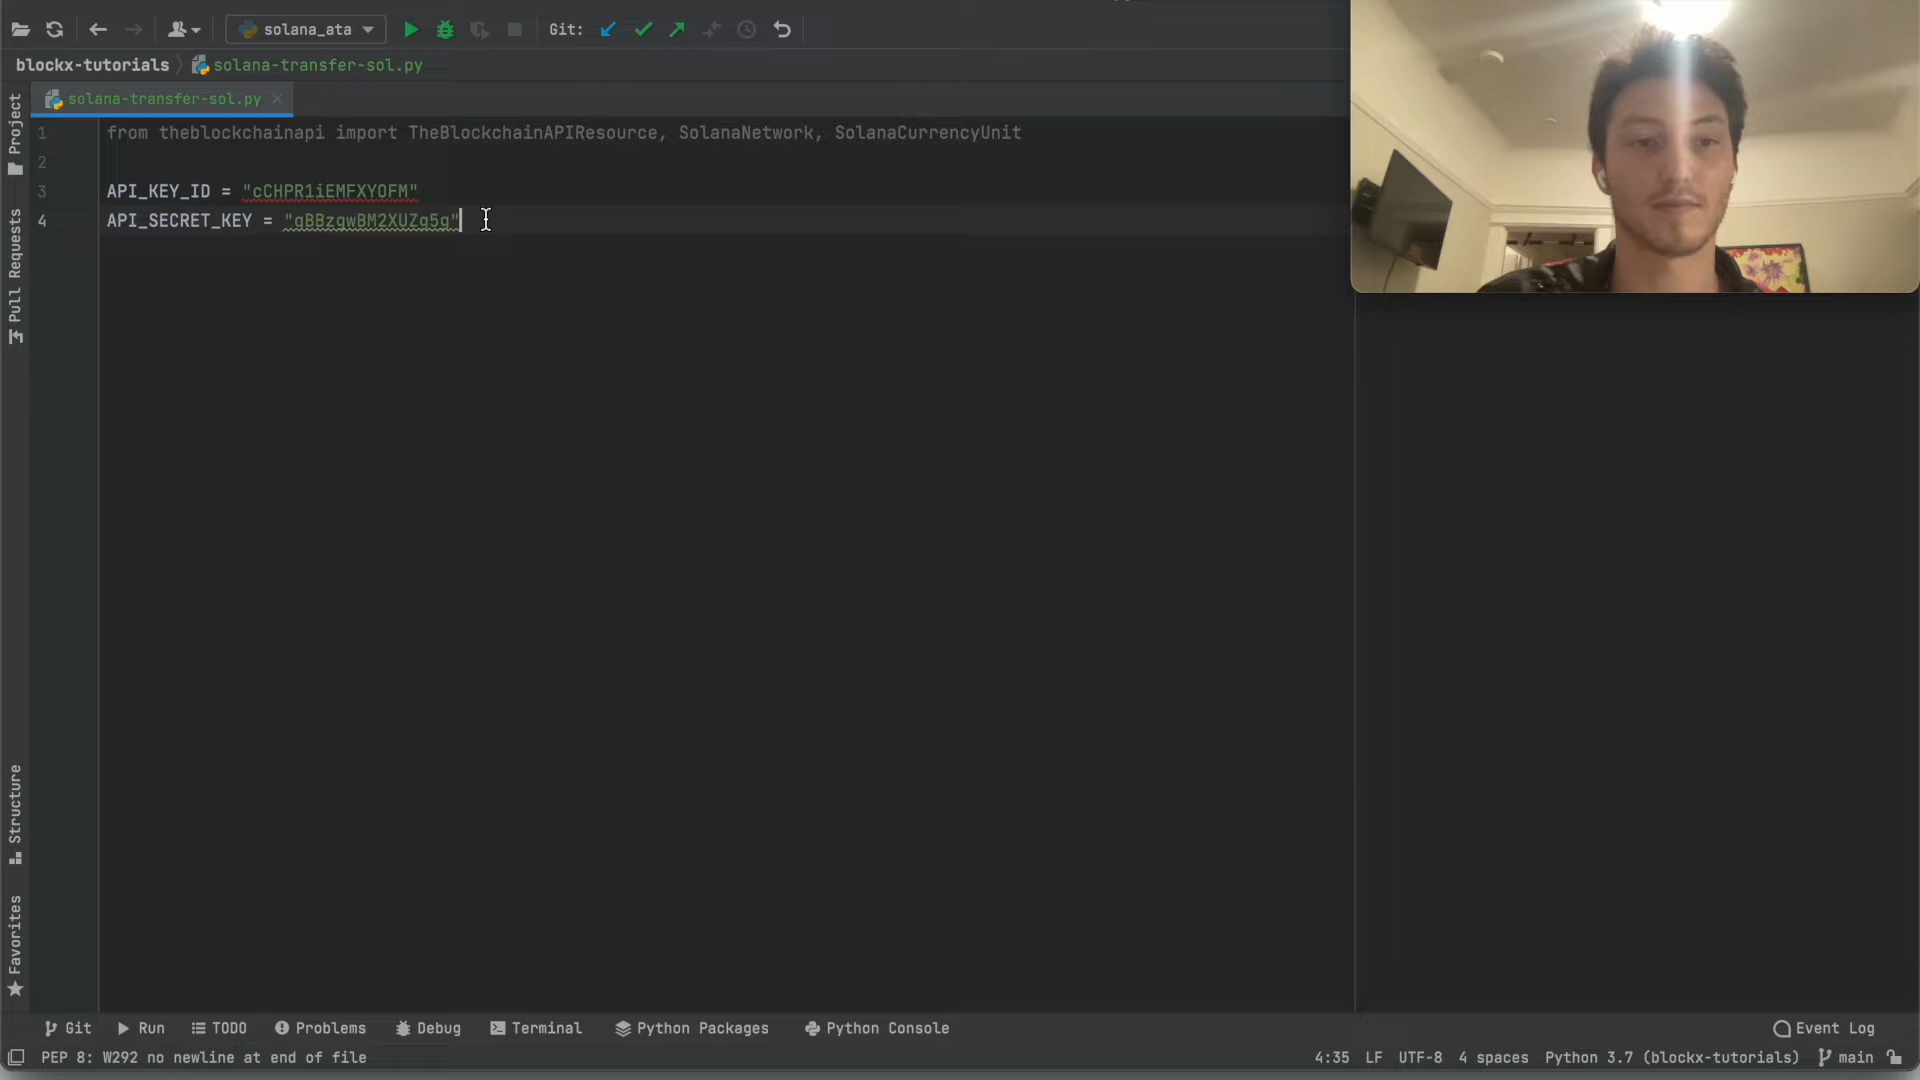 solana_ata
Git:
blockx-tutorials
solana-transfer-sol.py
solana-transfer-sol.py
Project
Pull Requests
Structure
Favorites
1 from theblockchainapi import TheBlockchainAPIResource, SolanaNetwork, SolanaCurrencyUnit
2
3 API_KEY_ID = "cCHPR1iEMFXYOFM"
4 API_SECRET_KEY = "gBBzqwBM2XUZg5g"
Git Run TODO Problems Debug Terminal Python Packages Python Console Event Log
PEP 8: W292 no newline at end of file 4:35 LF UTF-8 4 spaces Python 3.7 (blockx-tutorials) main